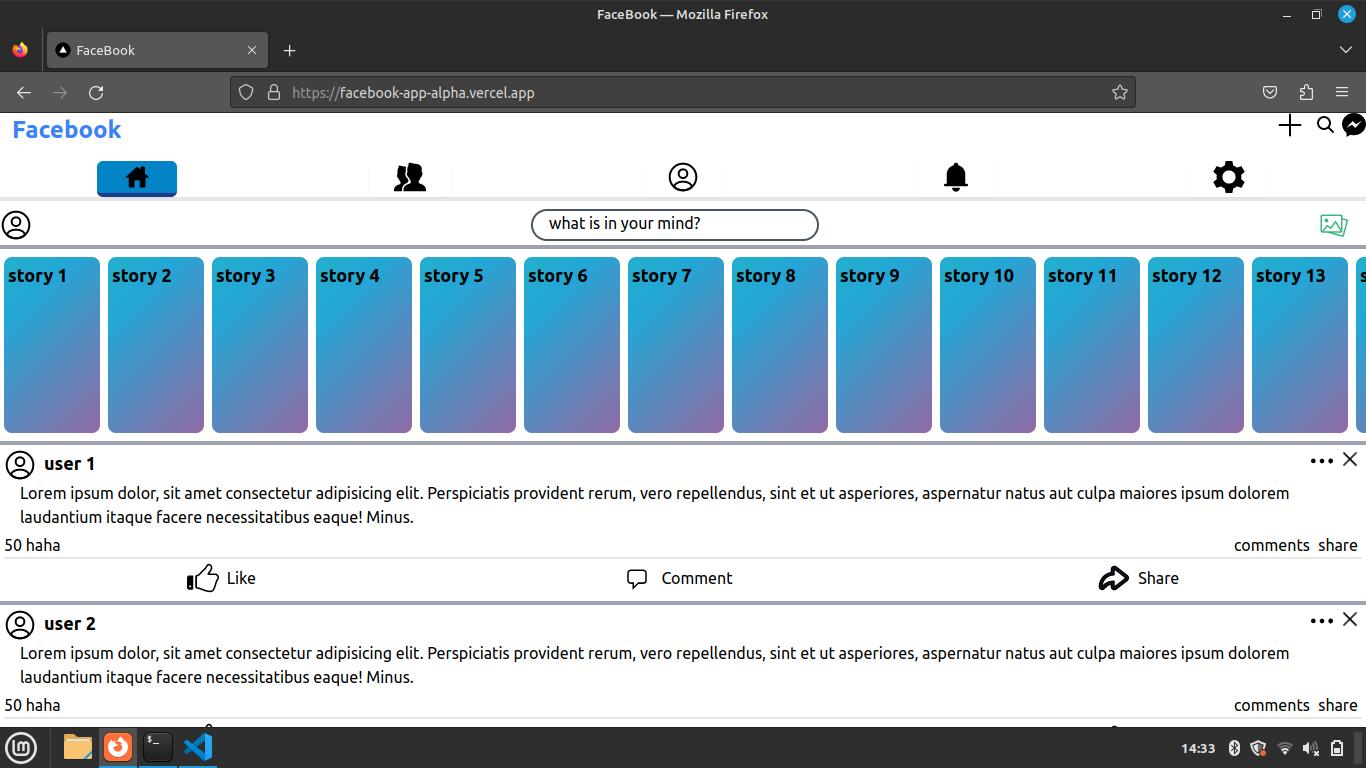 FaceBook — Mozilla Firefox
FaceBook
https://facebook-app-alpha.vercel.app
Facebook
what is in your mind?
story 1 story 2 story 3 story 4 story 5 story 6 story 7 story 8 story 9 story 10 story 11 story 12 story 13
user 1
Lorem ipsum dolor, sit amet consectetur adipisicing elit. Perspiciatis provident rerum, vero repellendus, sint et ut asperiores, aspernatur natus aut culpa maiores ipsum dolorem
laudantium itaque facere necessitatibus eaque! Minus.
50 haha comments share
Like Comment Share
user 2
Lorem ipsum dolor, sit amet consectetur adipisicing elit. Perspiciatis provident rerum, vero repellendus, sint et ut asperiores, aspernatur natus aut culpa maiores ipsum dolorem
laudantium itaque facere necessitatibus eaque! Minus.
50 haha comments share
14:33